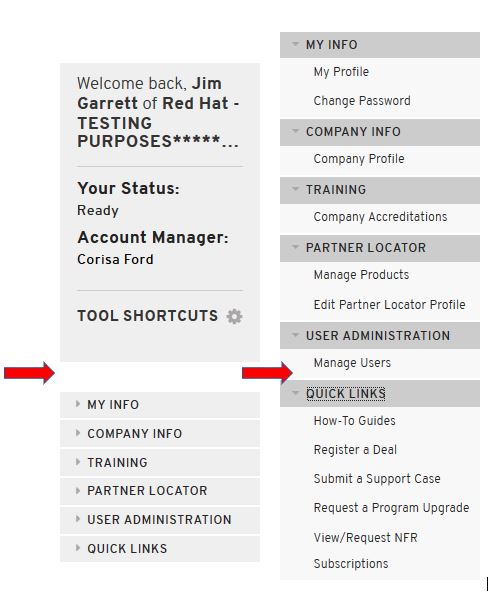 Welcome back, Jim
Garrett of Red Hat -
TESTING
PURPOSES*****...
Your Status:
Ready
Account Manager:
Corisa Ford
TOOL SHORTCUTS
MY INFO
COMPANY INFO
TRAINING
PARTNER LOCATOR
USER ADMINISTRATION
QUICK LINKS
MY INFO
My Profile
Change Password
COMPANY INFO
Company Profile
TRAINING
Company Accreditations
PARTNER LOCATOR
Manage Products
Edit Partner Locator Profile
USER ADMINISTRATION
Manage Users
QUICK LINKS
How-To Guides
Register a Deal
Submit a Support Case
Request a Program Upgrade
View/Request NFR
Subscriptions